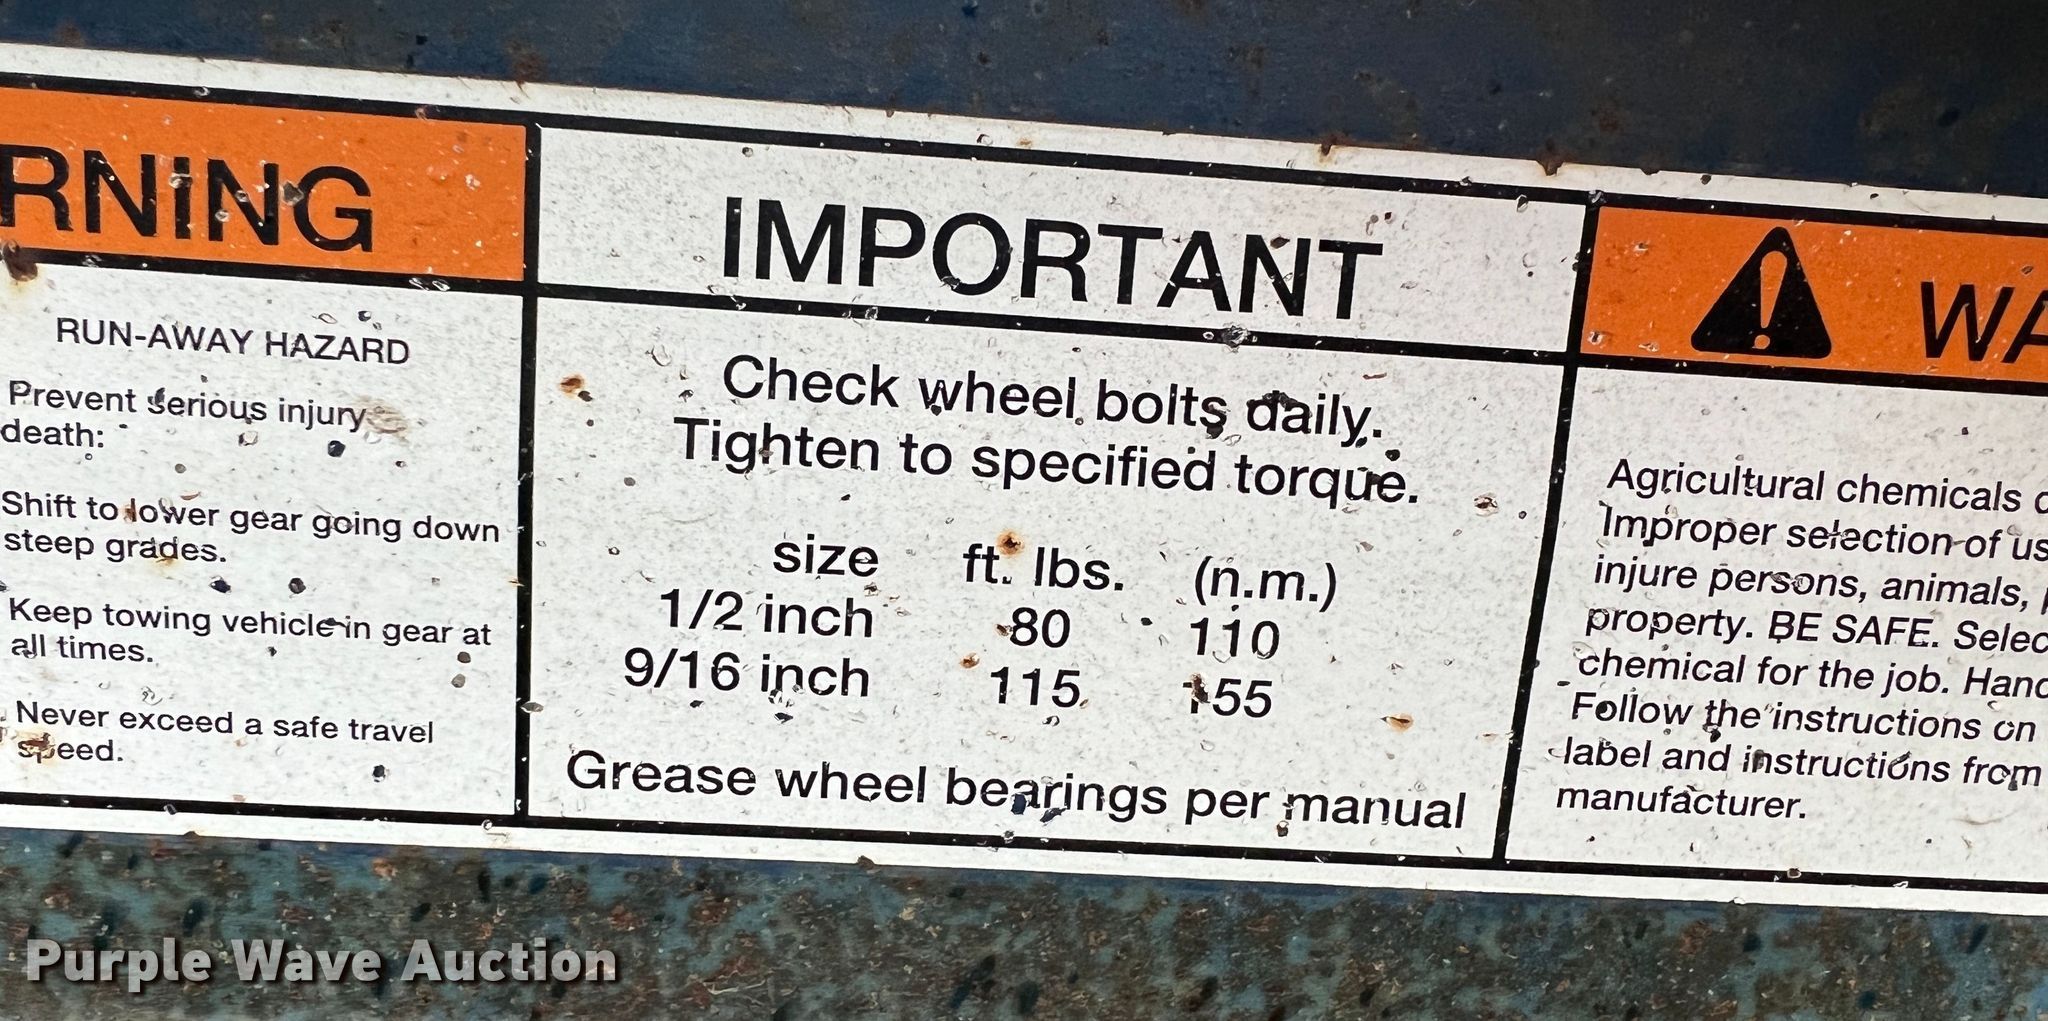 RNING
RUN-AWAY HAZARD
Prevent serious injury
death:
Shift to lower gear going down
steep grades.
Keep towing vehicle in gear at
all times.
Never exceed a safe travel
speed.
IMPORTANT
Check wheel bolts daily.
Tighten to specified torque.
size ft. lbs. (n.m.)
1/2 inch 80 110
9/16 inch 115 155
Grease wheel bearings per manual
WA
Agricultural chemicals c
Improper selection of us
injure persons, animals,
property. BE SAFE. Selec
chemical for the job. Hand
Follow the instructions on
label and instructions from
manufacturer.
Purple Wave Auction